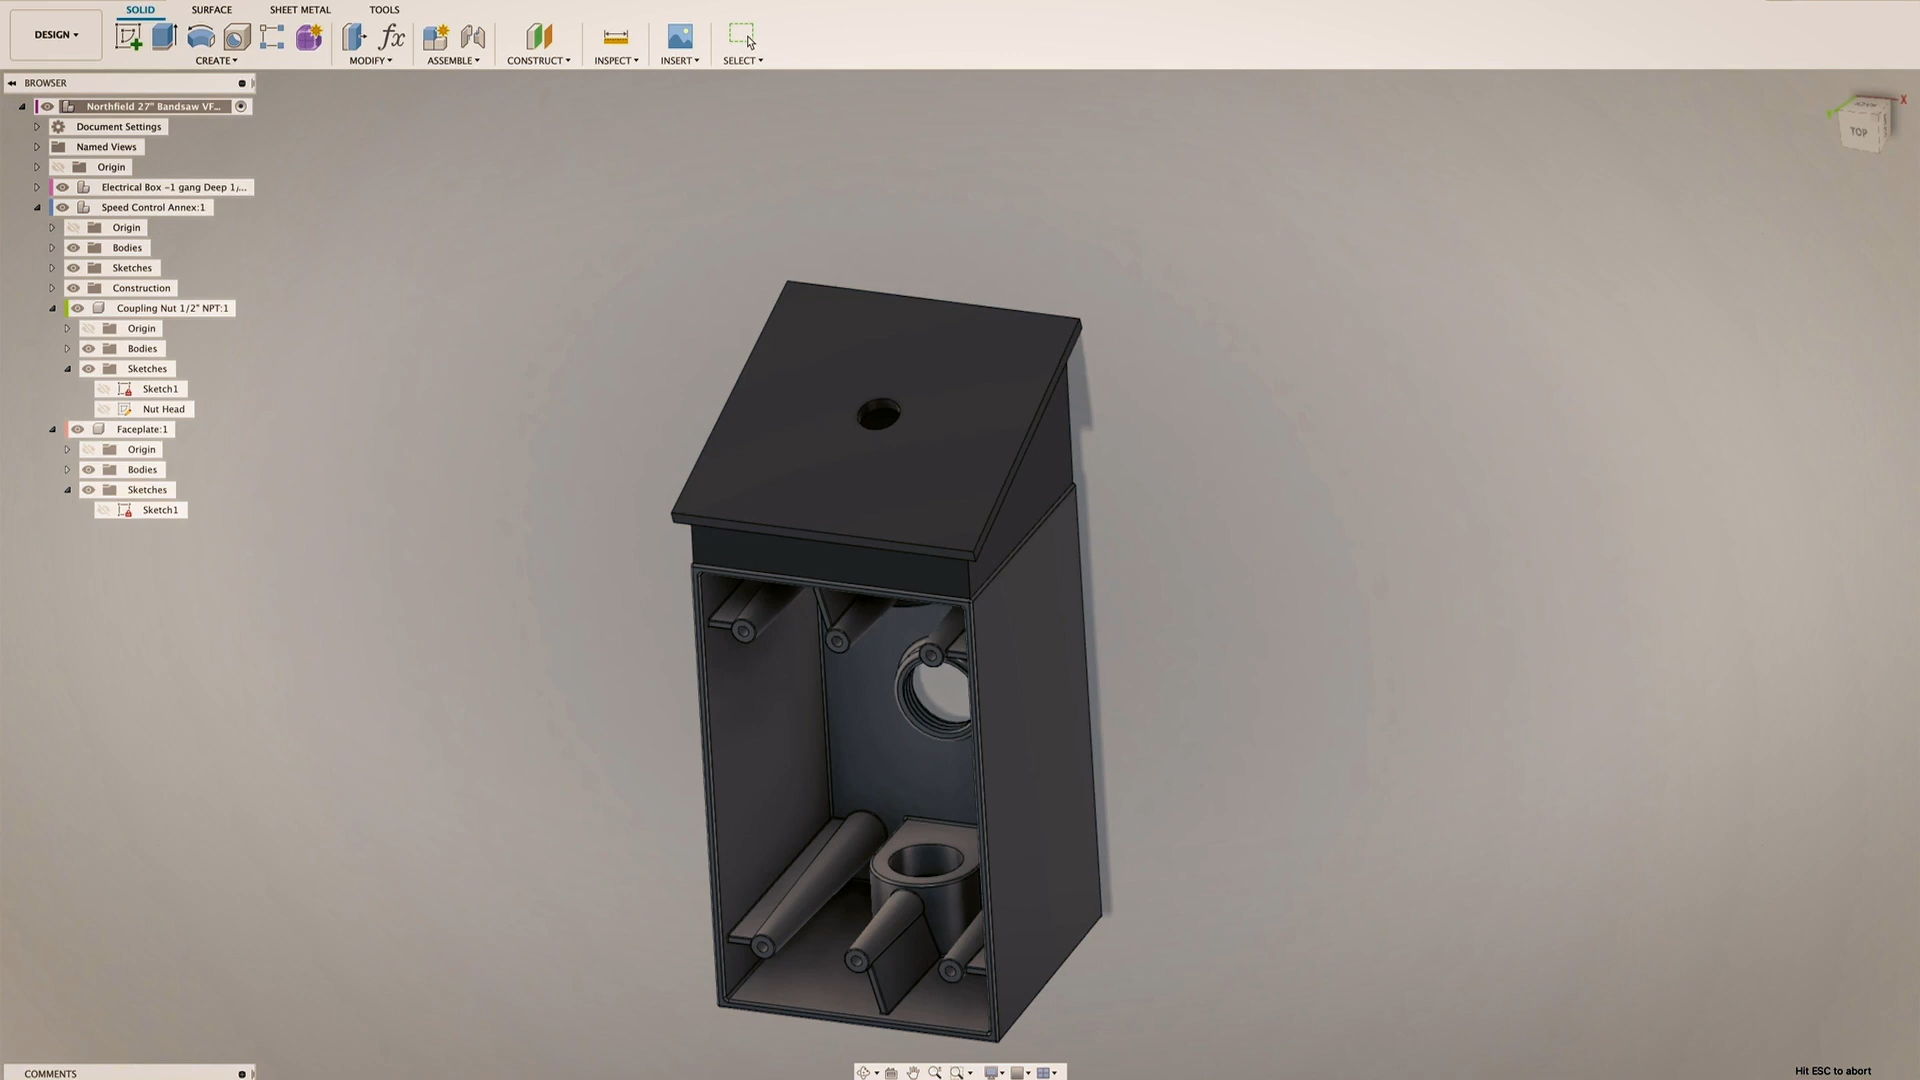 SOLID SURFACE SHEET METAL TOOLS
DESIGN
CREATE MODIFY ASSEMBLE CONSTRUCT INSPECT INSERT SELECT
BROWSER
Northfield 27" Bandsaw VF...
Document Settings
Named Views
Origin
Electrical Box -1 gang Deep 1/...
Speed Control Annex:1
Origin
Bodies
Sketches
Construction
Coupling Nut 1/2" NPT:1
Origin
Bodies
Sketches
Sketch1
Nut Head
Faceplate:1
Origin
Bodies
Sketches
Sketch1
X
TOP
COMMENTS
Hit ESC to abort